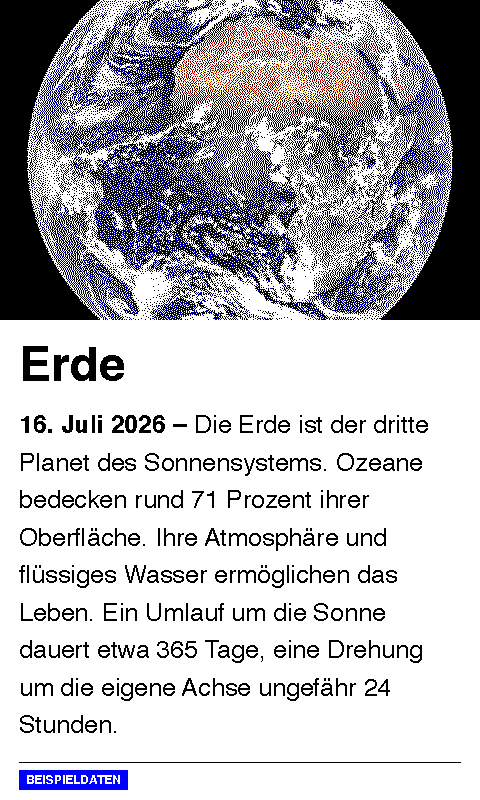 Erde
16. Juli 2026 – Die Erde ist der dritte
Planet des Sonnensystems. Ozeane
bedecken rund 71 Prozent ihrer
Oberfläche. Ihre Atmosphäre und
flüssiges Wasser ermöglichen das
Leben. Ein Umlauf um die Sonne
dauert etwa 365 Tage, eine Drehung
um die eigene Achse ungefähr 24
Stunden.
BEISPIELDATEN